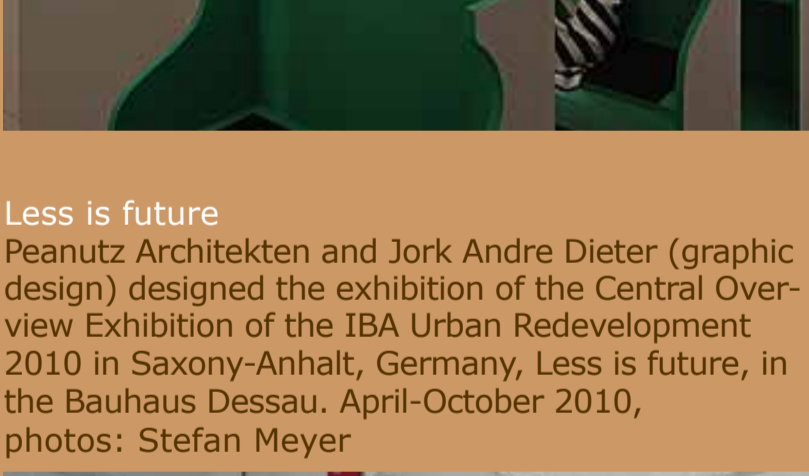 Less is future
Peanutz Architekten and Jork Andre Dieter (graphic
design) designed the exhibition of the Central Over-
view Exhibition of the IBA Urban Redevelopment
2010 in Saxony-Anhalt, Germany, Less is future, in
the Bauhaus Dessau. April-October 2010,
photos: Stefan Meyer